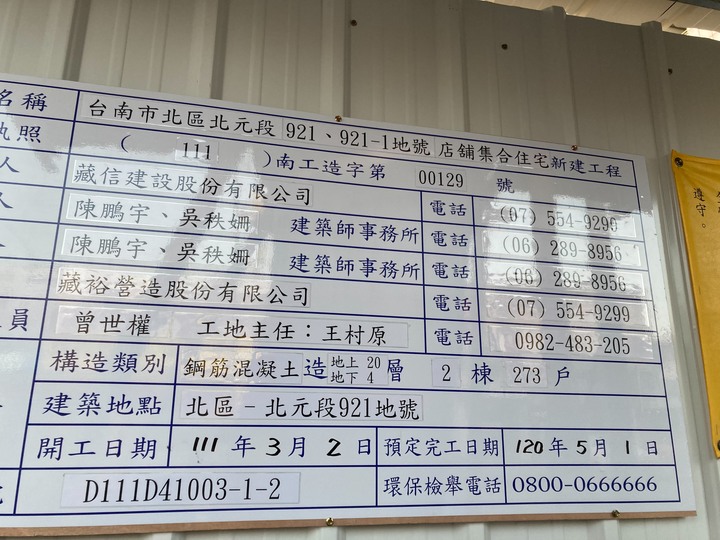 名稱 台南市北區北元段 921、921-1地號 店舖集合住宅新建工程
執照 ( 111 )南工造字第 00129 號
人 藏信建設股份有限公司 電話 (07) 554-9296
人 陳鵬宇、吳秩姍 建築師事務所 電話 (06) 289-8956
陳鵬宇、吳秩姍 建築師事務所 電話 (06) 289-8956
藏裕營造股份有限公司 電話 (07) 554-9299
員 曾世權 工地主任：王村原 電話 0982-483-205
構造類別 鋼筋混凝土造 地上 20 地下 4 層 2 棟 273 戶
建築地點 北區 - 北元段921地號
開工日期 111 年 3 月 2 日 預定完工日期 120 年 5 月 1 日
D111D41003-1-2 環保檢舉電話 0800-0666666
遵守。